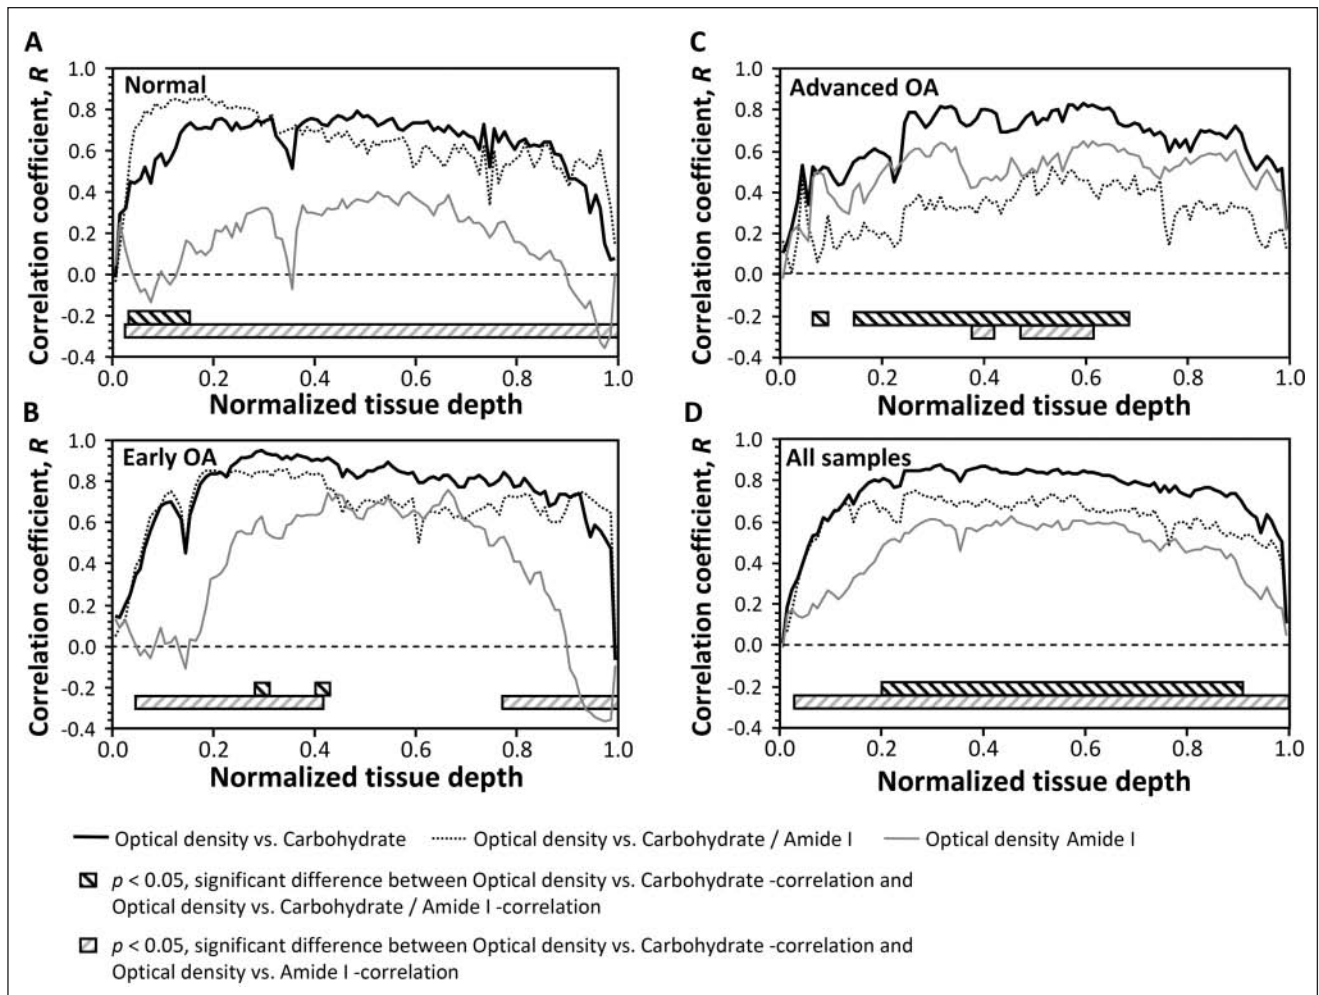 A
Normal
Correlation coefficient, R
1.0
0.8
0.6
0.4
0.2
0.0
-0.2
-0.4
0.0 0.2 0.4 0.6 0.8 1.0
Normalized tissue depth
B
Early OA
Correlation coefficient, R
1.0
0.8
0.6
0.4
0.2
0.0
-0.2
-0.4
0.0 0.2 0.4 0.6 0.8 1.0
Normalized tissue depth
C
Advanced OA
Correlation coefficient, R
1.0
0.8
0.6
0.4
0.2
0.0
-0.2
-0.4
0.0 0.2 0.4 0.6 0.8 1.0
Normalized tissue depth
D
All samples
Correlation coefficient, R
1.0
0.8
0.6
0.4
0.2
0.0
-0.2
-0.4
0.0 0.2 0.4 0.6 0.8 1.0
Normalized tissue depth
Optical density vs. Carbohydrate Optical density vs. Carbohydrate / Amide I Optical density Amide I
p < 0.05, significant difference between Optical density vs. Carbohydrate -correlation and
Optical density vs. Carbohydrate / Amide I -correlation
p < 0.05, significant difference between Optical density vs. Carbohydrate -correlation and
Optical density vs. Amide I -correlation